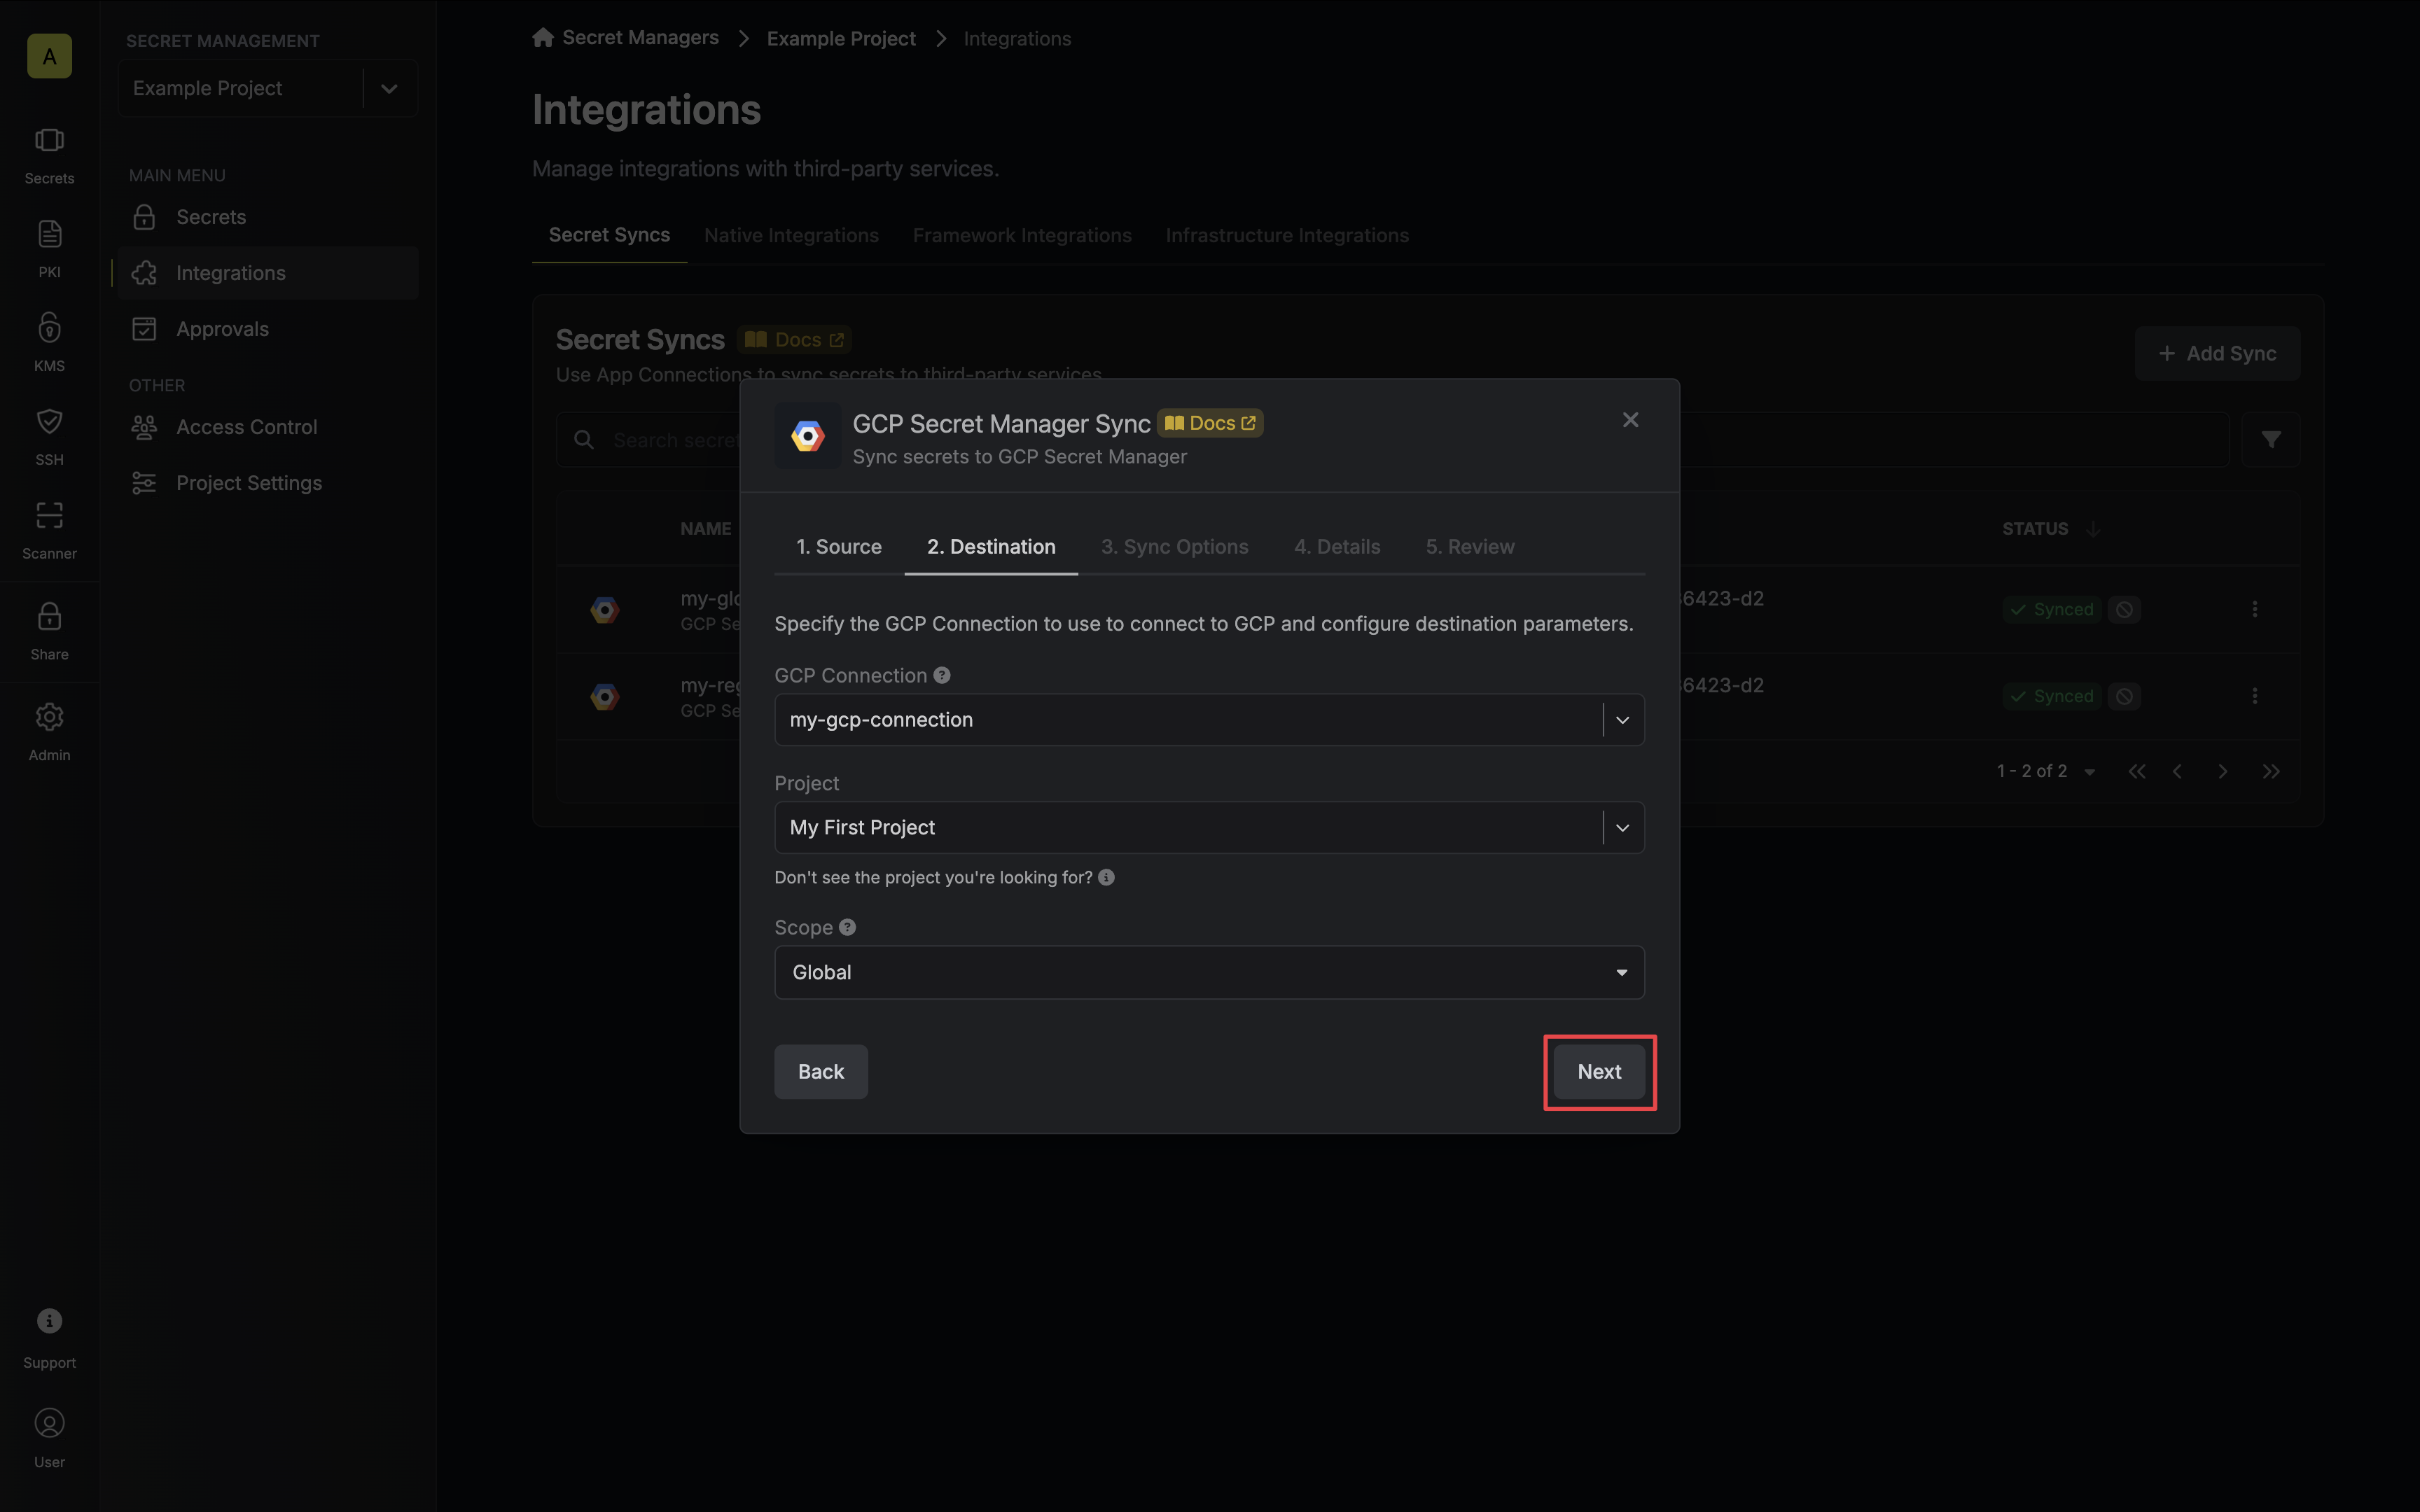 A
Secrets
PKI
KMS
SSH
Scanner
Share
Admin
Support
User
SECRET MANAGEMENT
Example Project
MAIN MENU
Secrets
Integrations
Approvals
OTHER
Access Control
Project Settings
Secret Managers Example Project Integrations
Integrations
Manage integrations with third-party services.
Secret Syncs Native Integrations Framework Integrations Infrastructure Integrations
Secret Syncs Docs
Add Sync
Use App Connections to sync secrets to third-party services
Search secret
NAME
STATUS
my-glo
GCP Se
6423-d2
Synced
my-reg
GCP Se
6423-d2
Synced
1 - 2 of 2
GCP Secret Manager Sync Docs
Sync secrets to GCP Secret Manager
1. Source 2. Destination 3. Sync Options 4. Details 5. Review
Specify the GCP Connection to use to connect to GCP and configure destination parameters.
GCP Connection
my-gcp-connection
Project
My First Project
Don't see the project you're looking for?
Scope
Global
Back
Next